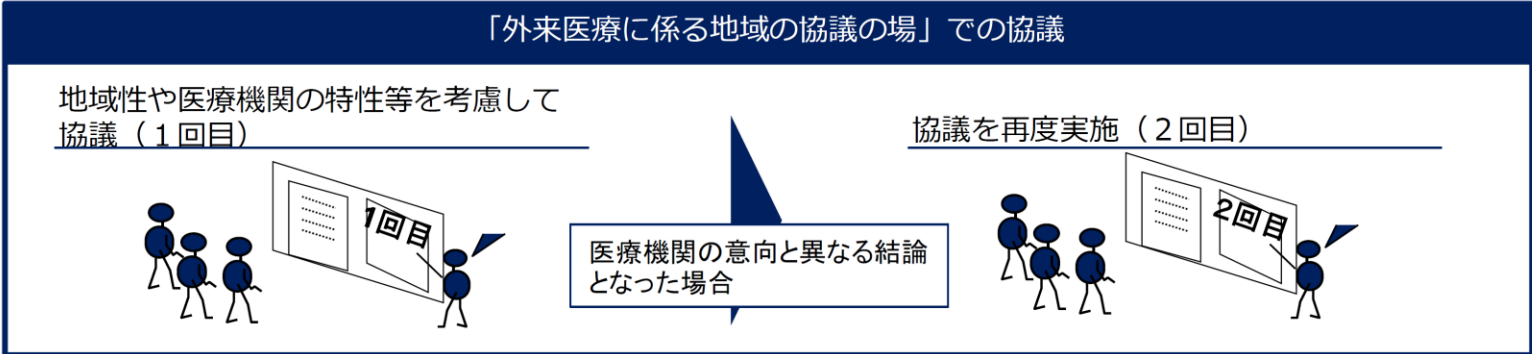 「外来医療に係る地域の協議の場」での協議
地域性や医療機関の特性等を考慮して
協議（１回目）
1回目
医療機関の意向と異なる結論
となった場合
協議を再度実施（２回目）
2回目